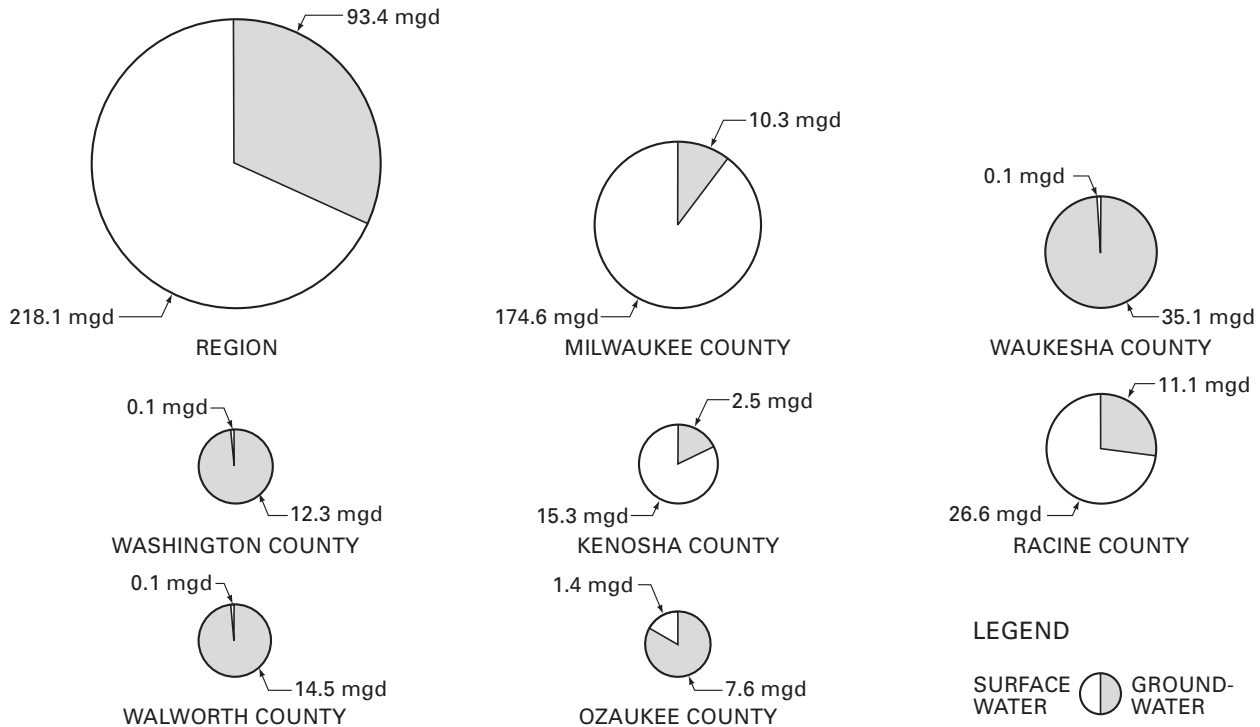 93.4 mgd
218.1 mgd
REGION
10.3 mgd
174.6 mgd
MILWAUKEE COUNTY
0.1 mgd
35.1 mgd
WAUKESHA COUNTY
0.1 mgd
12.3 mgd
WASHINGTON COUNTY
2.5 mgd
15.3 mgd
KENOSHA COUNTY
11.1 mgd
26.6 mgd
RACINE COUNTY
0.1 mgd
14.5 mgd
WALWORTH COUNTY
1.4 mgd
7.6 mgd
OZAUKEE COUNTY
LEGEND
SURFACE
WATER
GROUND-
WATER